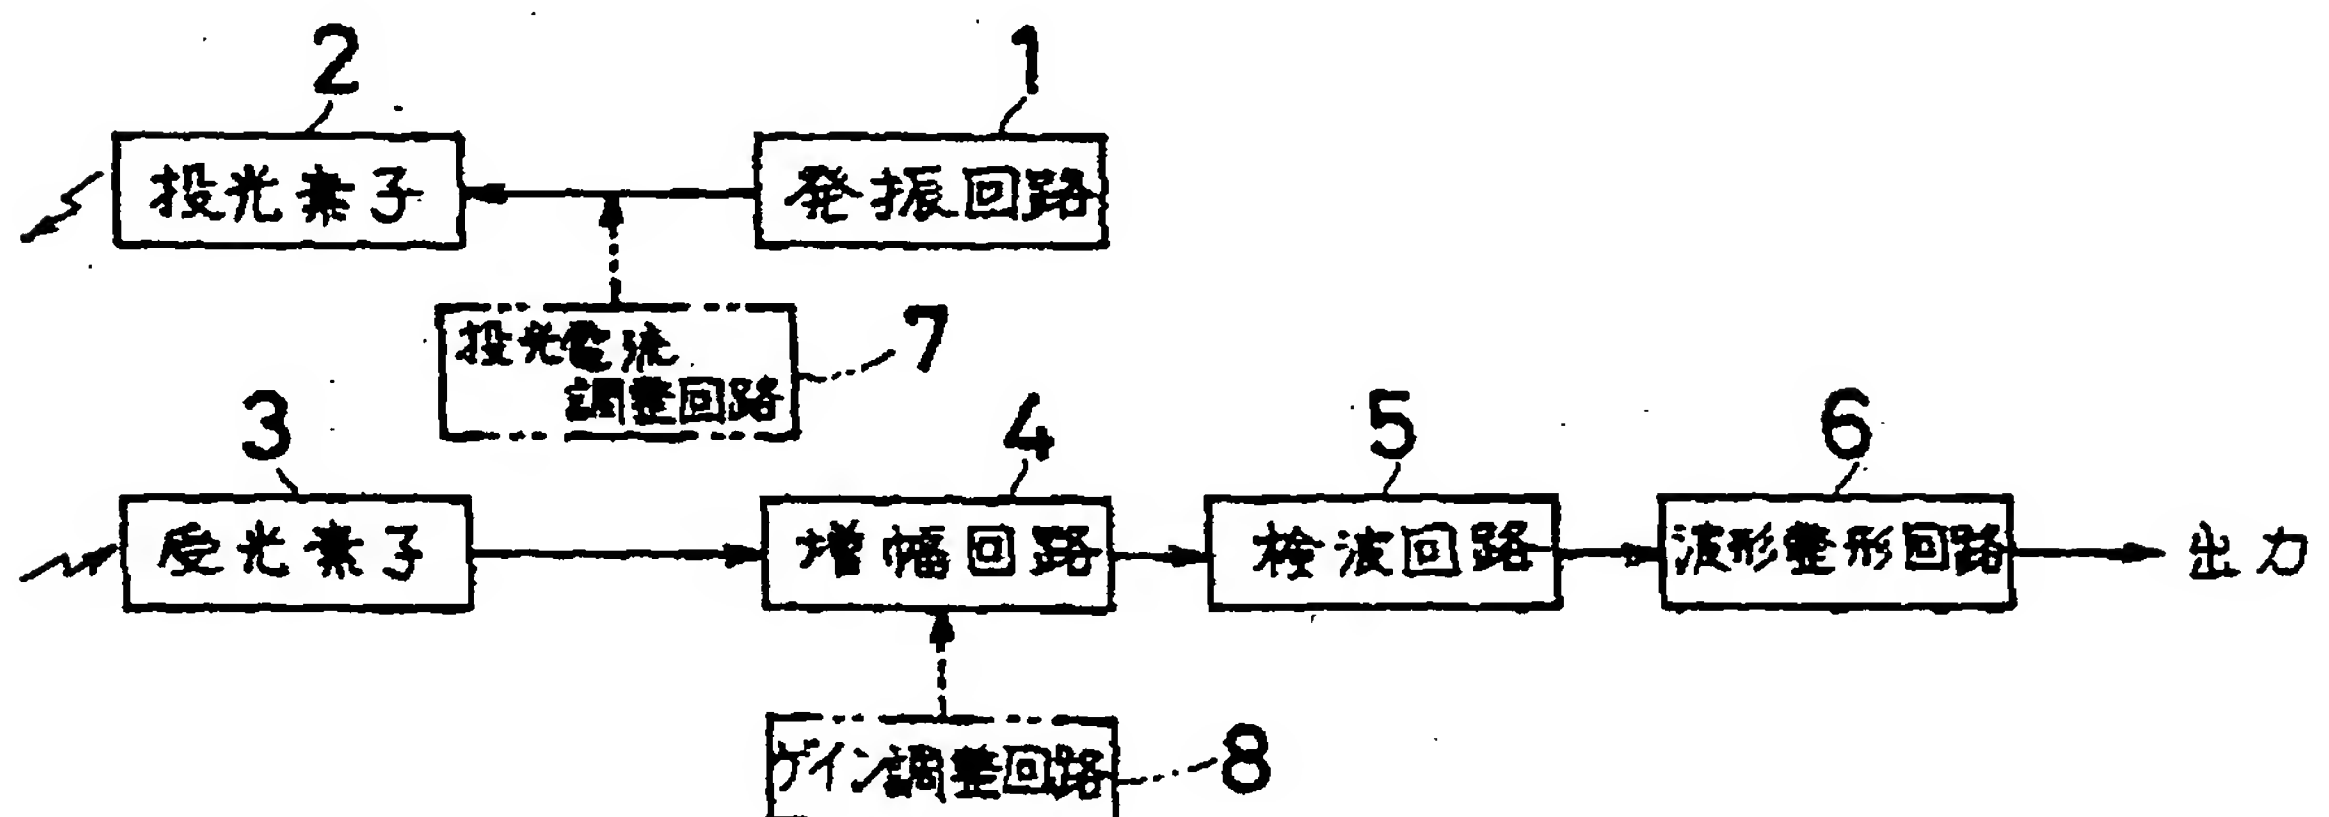 2
1
投光素子
発振回路
投光電流
調整回路
7
3
4
5
6
受光素子
増幅回路
検波回路
波形整形回路
出力
ゲイン調整回路
8